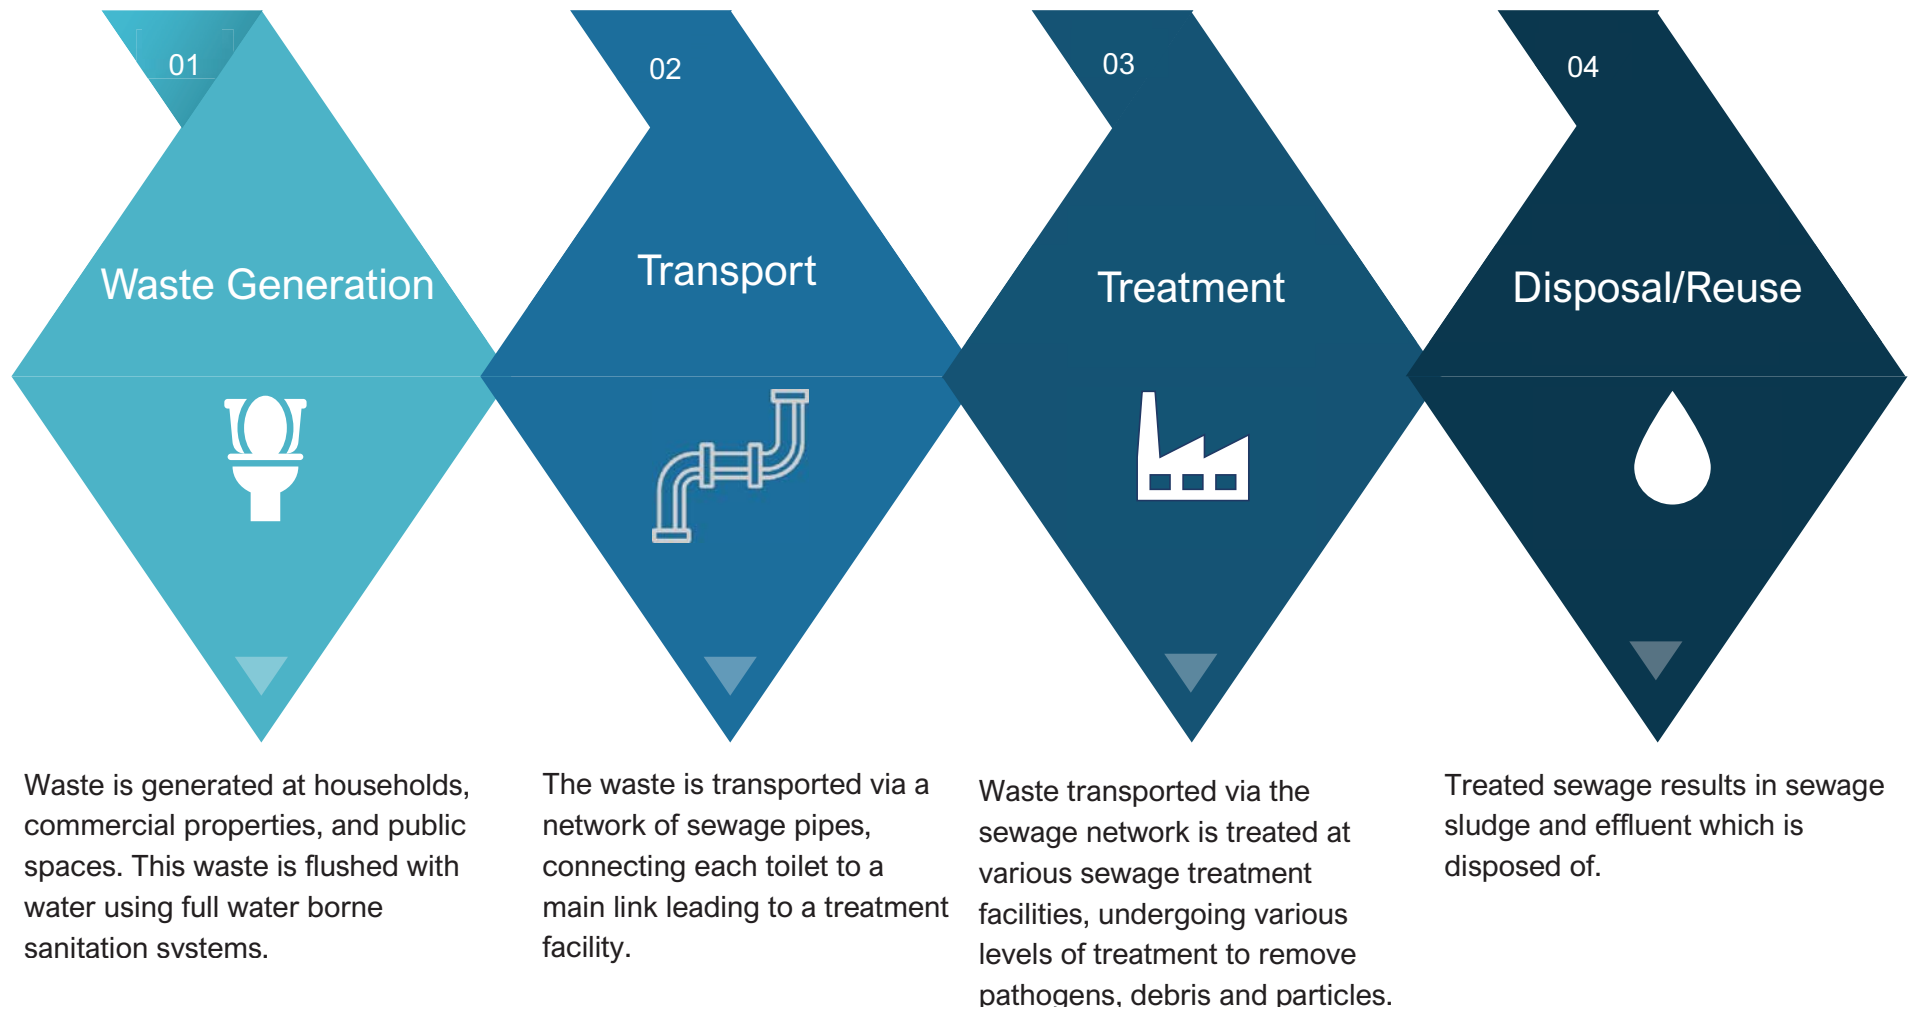 01
Waste Generation
Waste is generated at households,
commercial properties, and public
spaces. This waste is flushed with
water using full water borne
sanitation systems.
02
Transport
The waste is transported via a
network of sewage pipes,
connecting each toilet to a
main link leading to a treatment
facility.
03
Treatment
Waste transported via the
sewage network is treated at
various sewage treatment
facilities, undergoing various
levels of treatment to remove
pathogens, debris and particles.
04
Disposal/Reuse
Treated sewage results in sewage
sludge and effluent which is
disposed of.